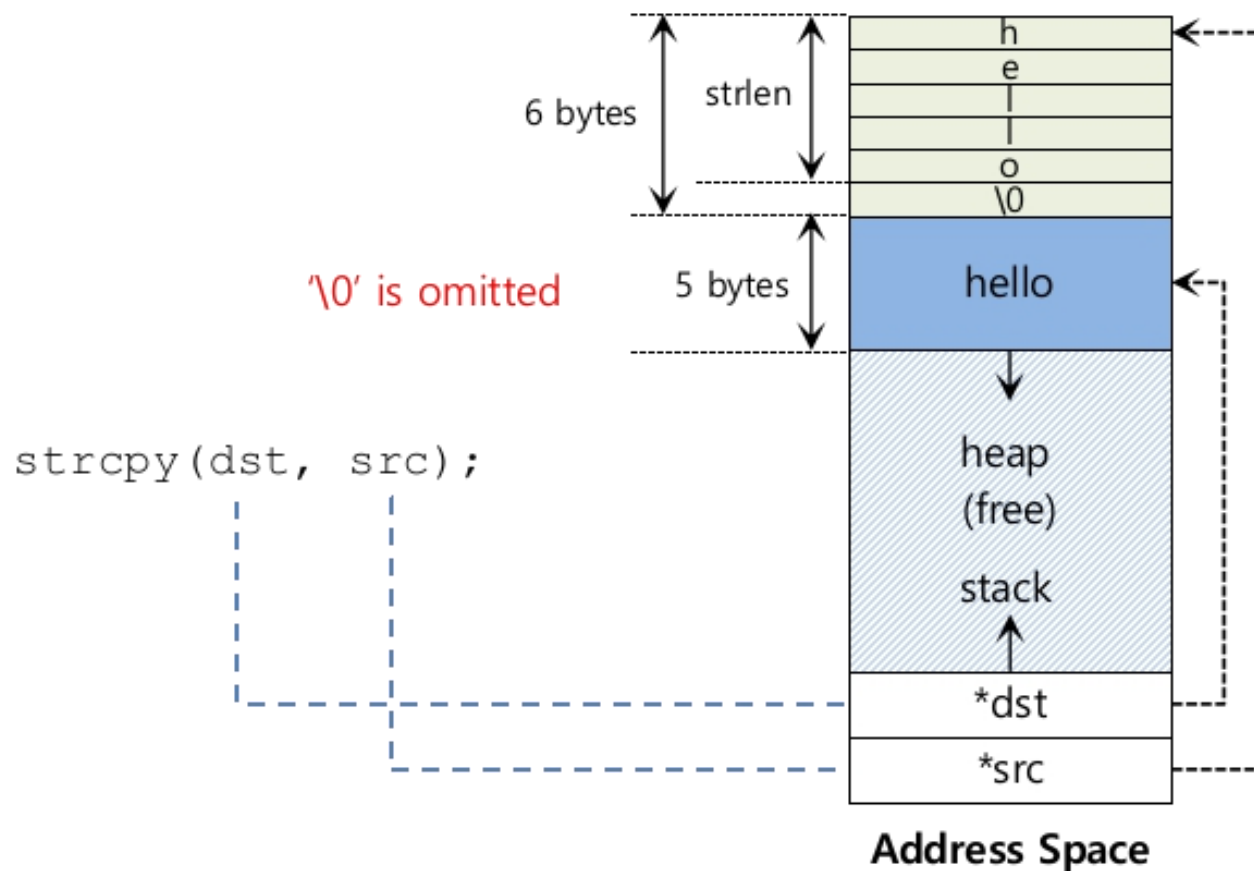 h
e
l
l
o
\0
strlen
6 bytes
5 bytes
'\0' is omitted
hello
strcpy(dst, src);
heap
(free)
stack
*dst
*src
Address Space